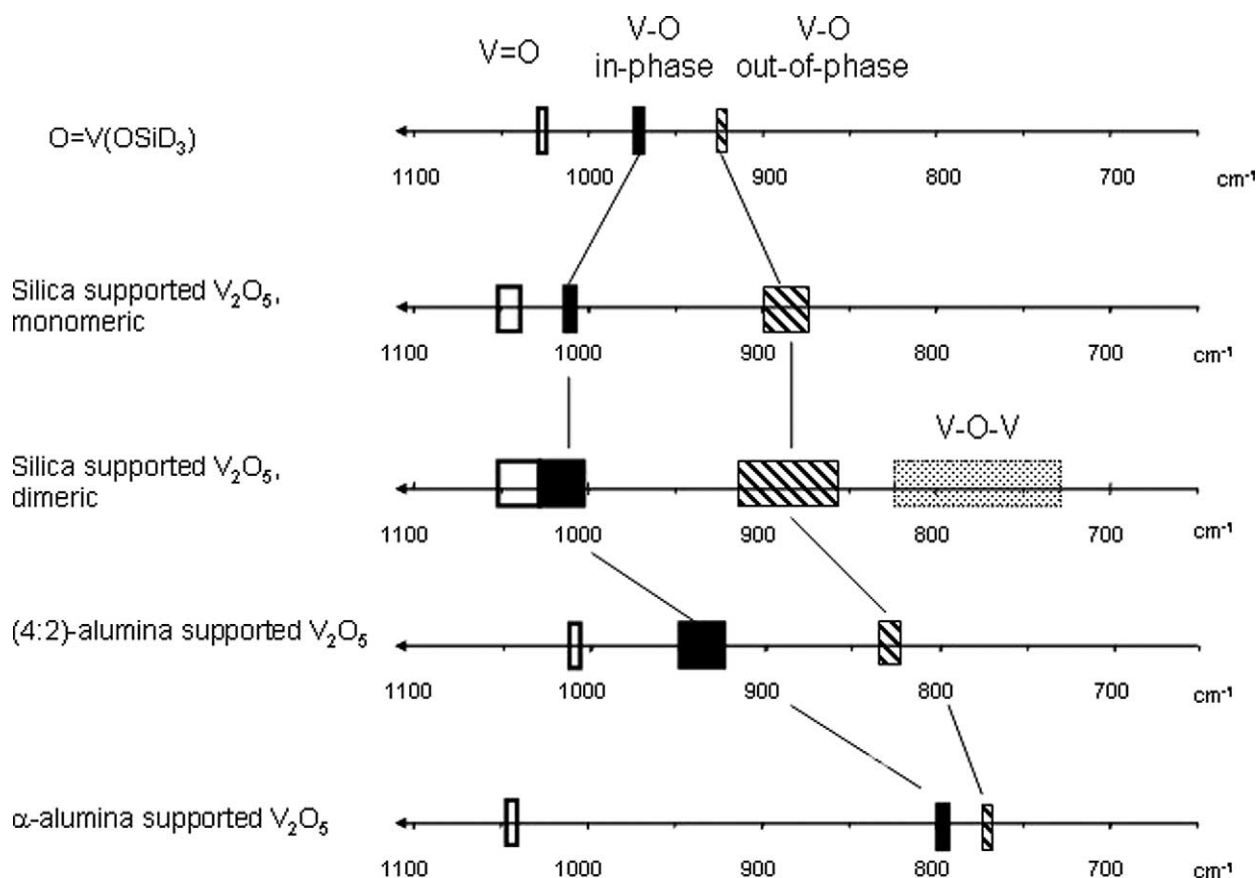 V=O
V-O
in-phase
V-O
out-of-phase
O=V(OSiD₃)
1100 1000 900 800 700 cm⁻¹
Silica supported V₂O₅,
monomeric
1100 1000 900 800 700 cm⁻¹
V-O-V
Silica supported V₂O₅,
dimeric
1100 1000 900 800 700 cm⁻¹
(4:2)-alumina supported V₂O₅
1100 1000 900 800 700 cm⁻¹
α-alumina supported V₂O₅
1100 1000 900 800 700 cm⁻¹